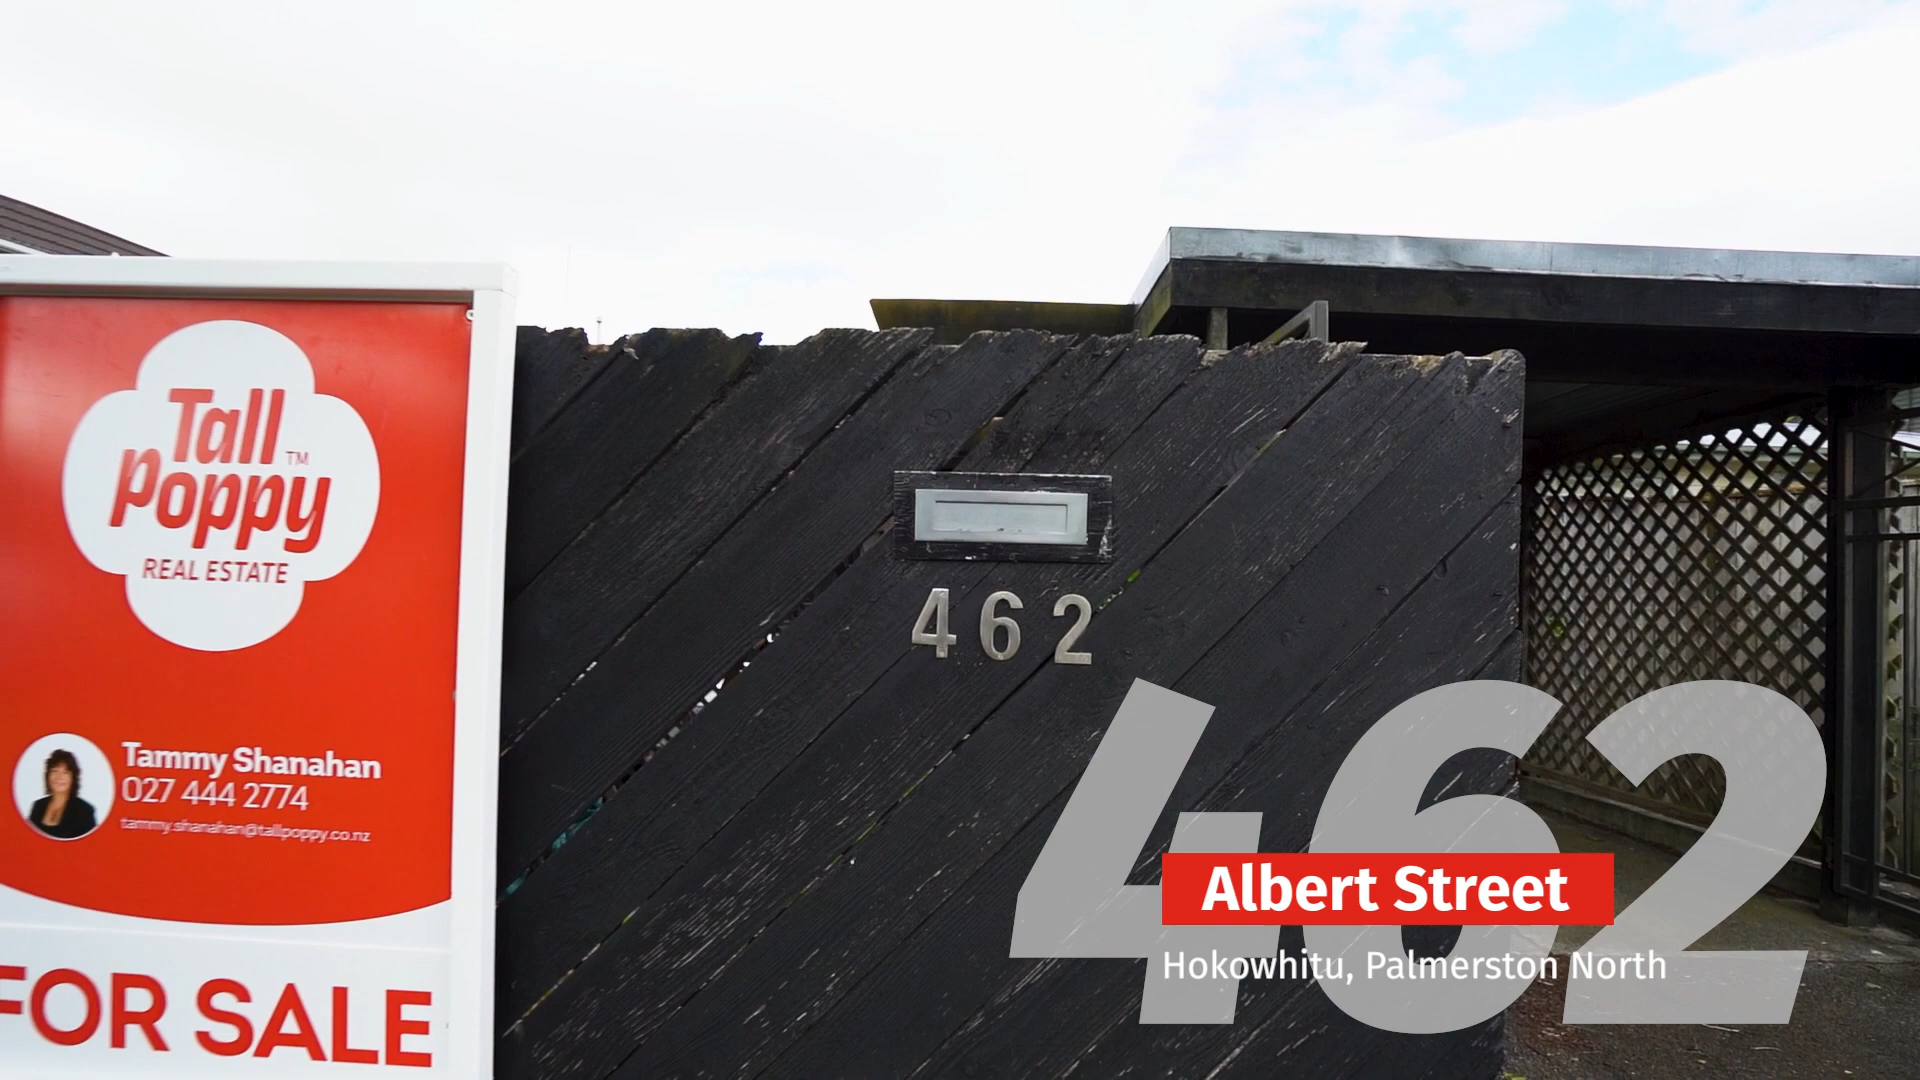 Tall
Poppy
TM
REAL ESTATE
Tammy Shanahan
027 444 2774
tammy.shanahan@tallpoppy.co.nz
FOR SALE
462
462
Albert Street
Hokowhitu, Palmerston North